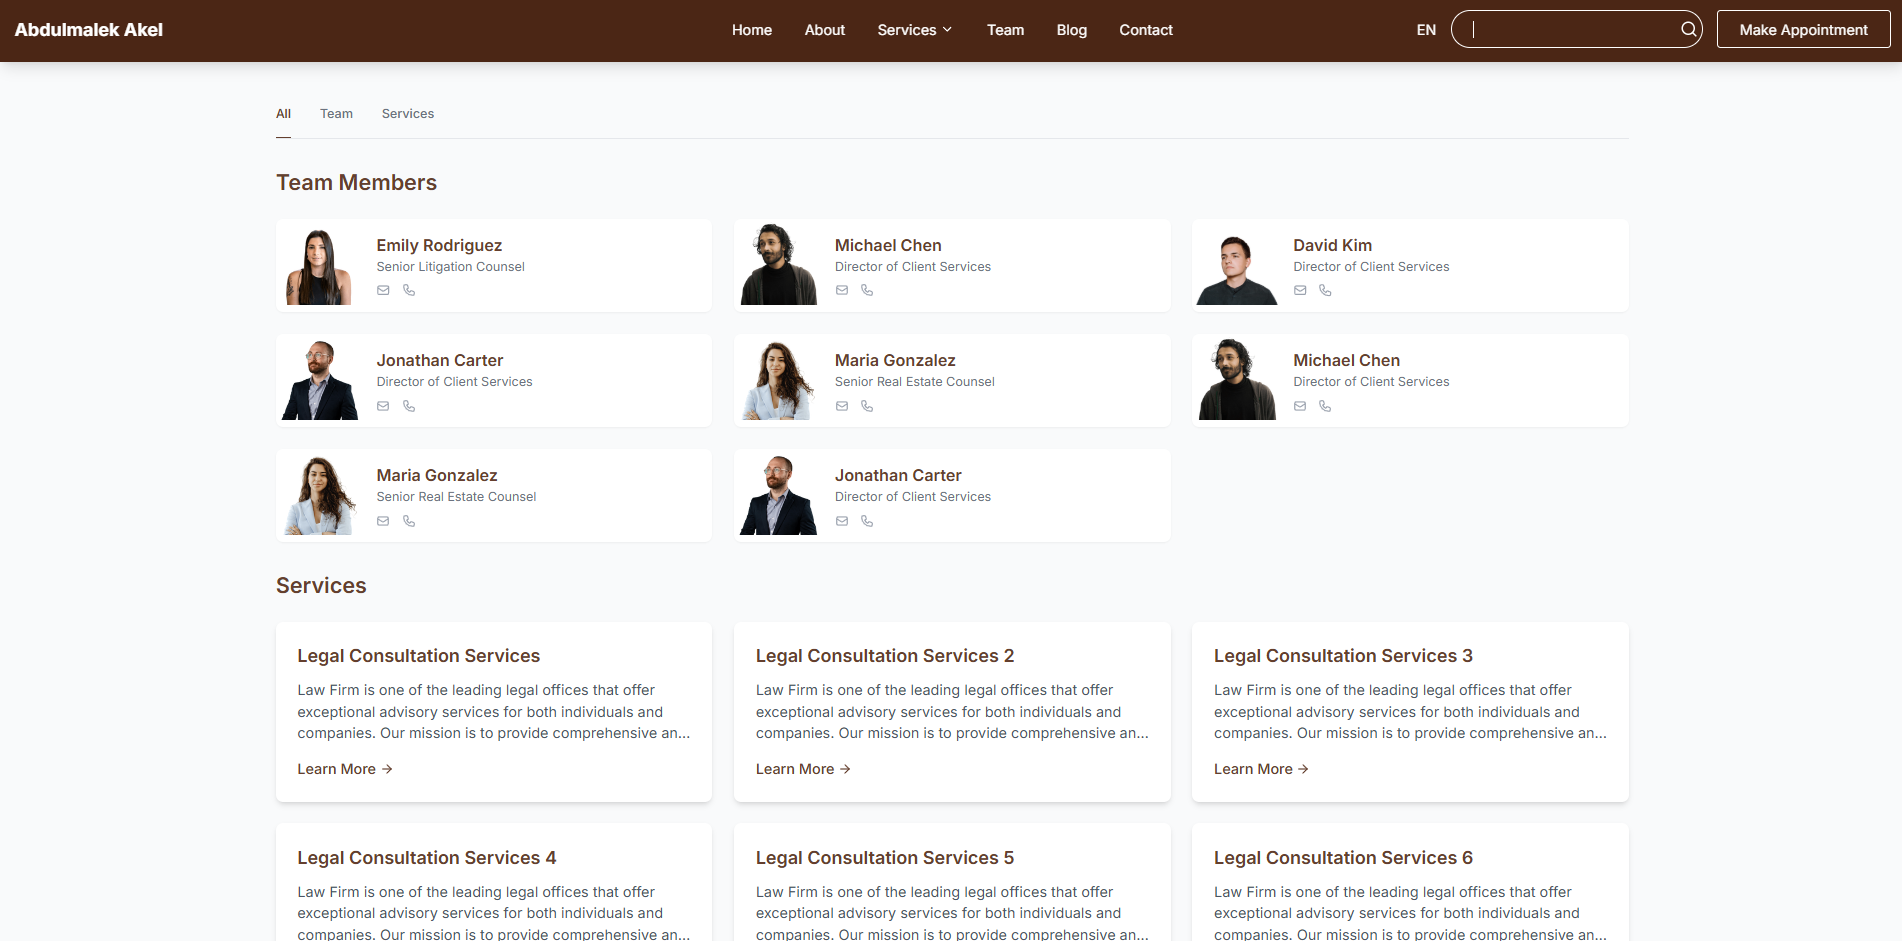 Abdulmalek Akel
Home About Services Team Blog Contact
EN
Make Appointment
All Team Services
Team Members
Emily Rodriguez
Senior Litigation Counsel
Michael Chen
Director of Client Services
David Kim
Director of Client Services
Jonathan Carter
Director of Client Services
Maria Gonzalez
Senior Real Estate Counsel
Michael Chen
Director of Client Services
Maria Gonzalez
Senior Real Estate Counsel
Jonathan Carter
Director of Client Services
Services
Legal Consultation Services
Law Firm is one of the leading legal offices that offer
exceptional advisory services for both individuals and
companies. Our mission is to provide comprehensive an...
Learn More →
Legal Consultation Services 2
Law Firm is one of the leading legal offices that offer
exceptional advisory services for both individuals and
companies. Our mission is to provide comprehensive an...
Learn More →
Legal Consultation Services 3
Law Firm is one of the leading legal offices that offer
exceptional advisory services for both individuals and
companies. Our mission is to provide comprehensive an...
Learn More →
Legal Consultation Services 4
Law Firm is one of the leading legal offices that offer
exceptional advisory services for both individuals and
companies. Our mission is to provide comprehensive an...
Legal Consultation Services 5
Law Firm is one of the leading legal offices that offer
exceptional advisory services for both individuals and
companies. Our mission is to provide comprehensive an...
Legal Consultation Services 6
Law Firm is one of the leading legal offices that offer
exceptional advisory services for both individuals and
companies. Our mission is to provide comprehensive an...